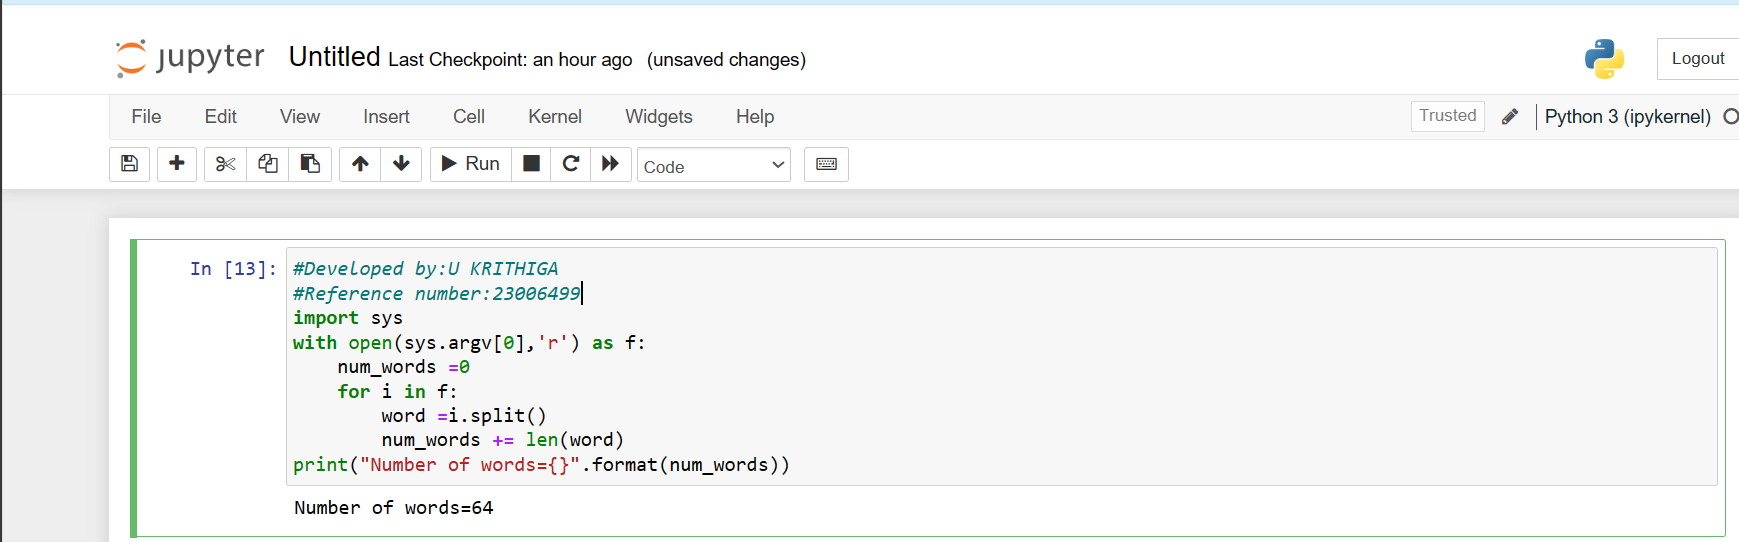 jupyter Untitled Last Checkpoint: an hour ago (unsaved changes)
Logout
File Edit View Insert Cell Kernel Widgets Help
Trusted Python 3 (ipykernel)
Run Code
In [13]: #Developed by:U KRITHIGA
#Reference number:23006499
import sys
with open(sys.argv[0],'r') as f:
    num_words =0
    for i in f:
        word =i.split()
        num_words += len(word)
print("Number of words={}".format(num_words))
Number of words=64